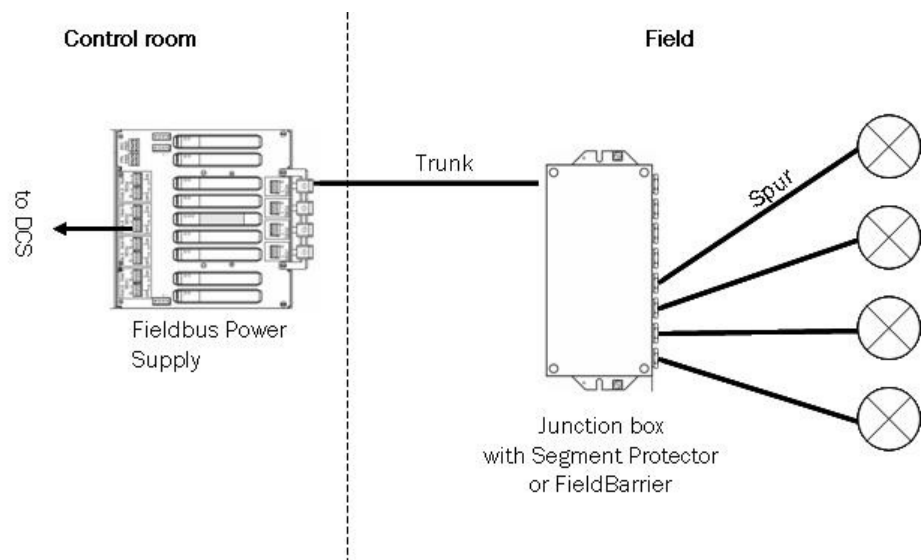 Control room
Field
Trunk
Spur
to DCS
Fieldbus Power
Supply
Junction box
with Segment Protector
or FieldBarrier